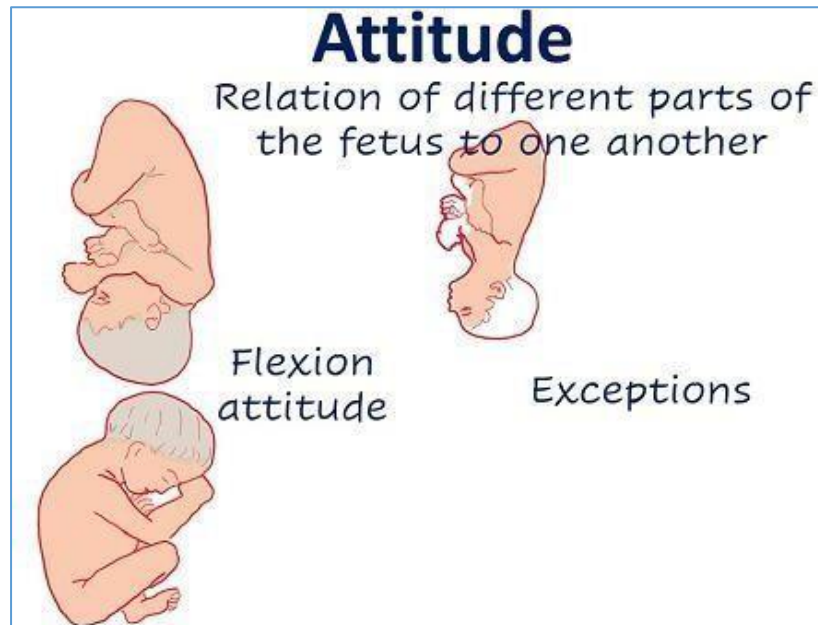 Attitude
Relation of different parts of
the fetus to one another
Flexion
attitude
Exceptions